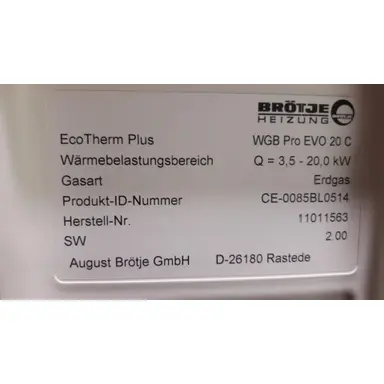 BRÖTJE
HEIZUNG
EcoTherm Plus WGB Pro EVO 20 C
Wärmebelastungsbereich Q = 3,5 - 20,0 kW
Gasart Erdgas
Produkt-ID-Nummer CE-0085BL0514
Herstell-Nr. 11011563
SW 2.00
August Brötje GmbH D-26180 Rastede